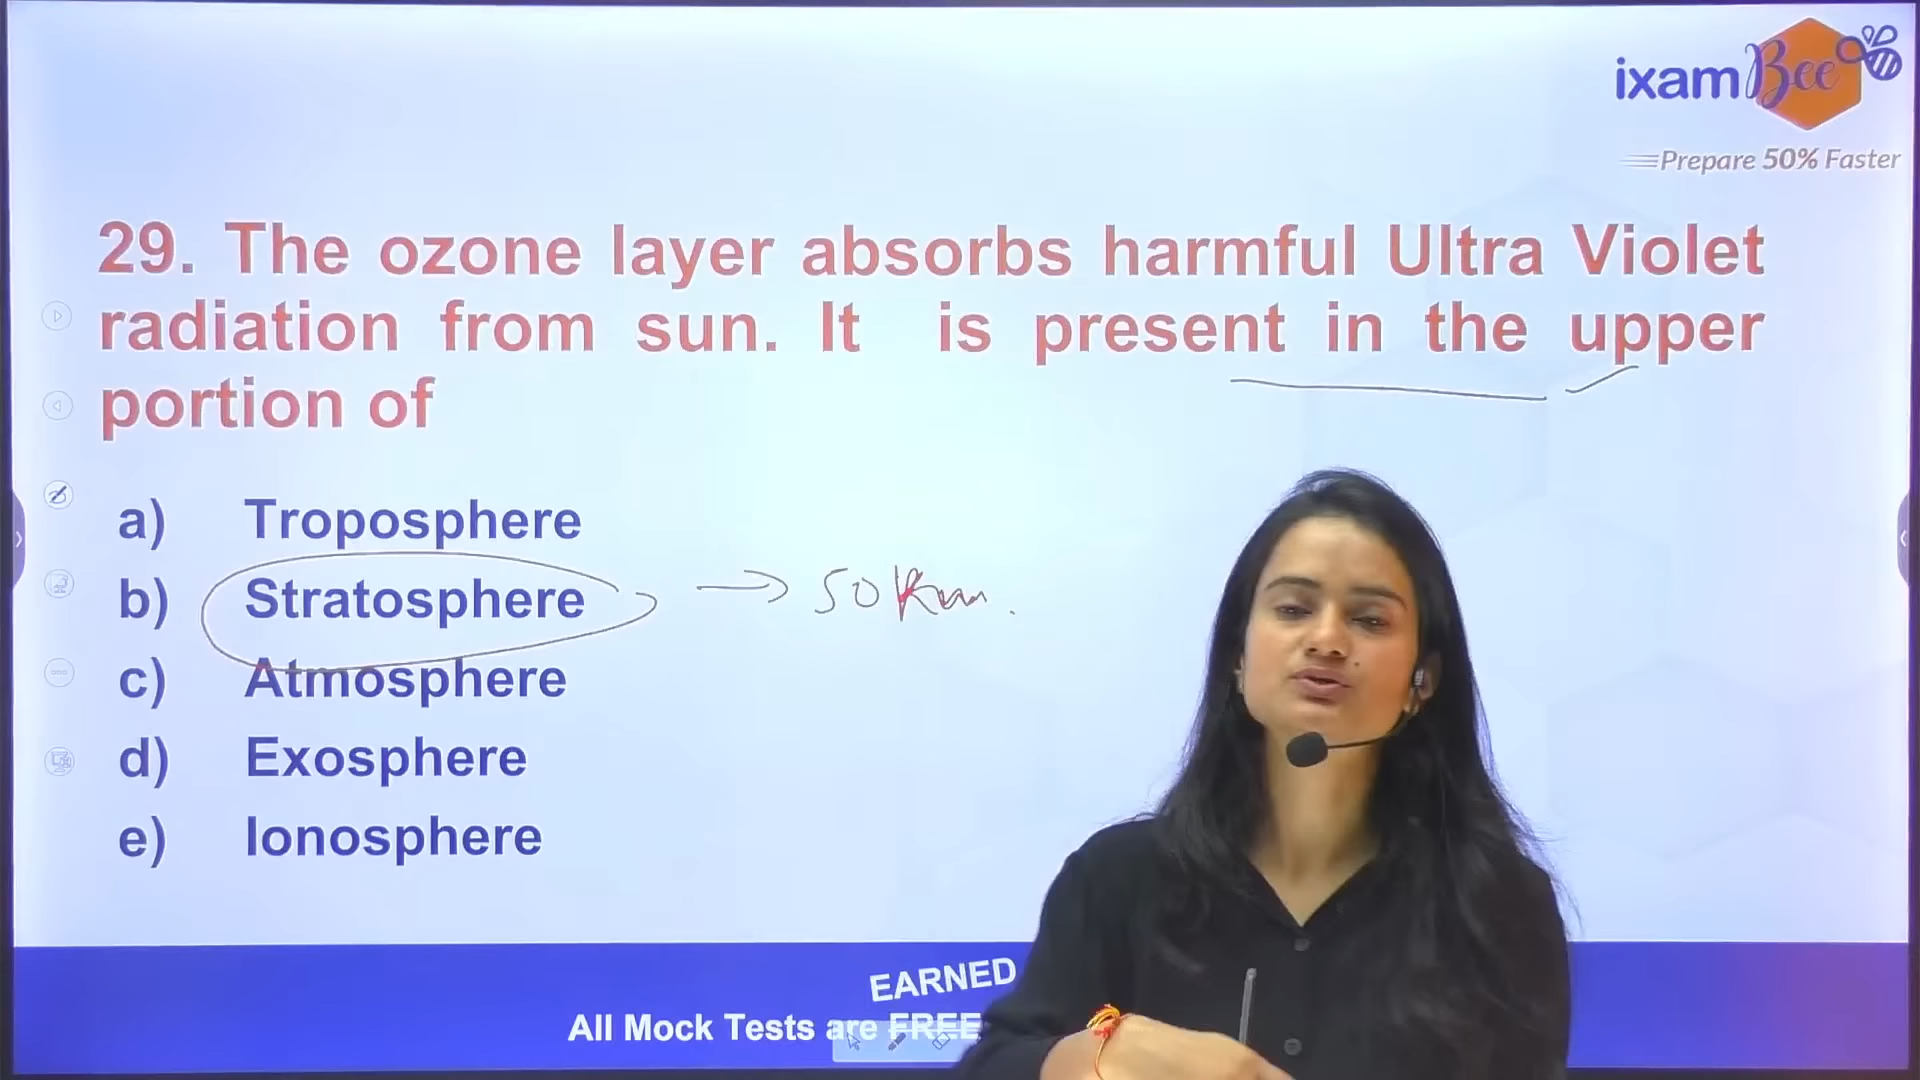 ixamBee
Prepare 50% Faster
29. The ozone layer absorbs harmful Ultra Violet
radiation from sun. It is present in the upper
portion of
a) Troposphere
b) Stratosphere → 50 Km.
c) Atmosphere
d) Exosphere
e) Ionosphere
EARNED
All Mock Tests are FREE